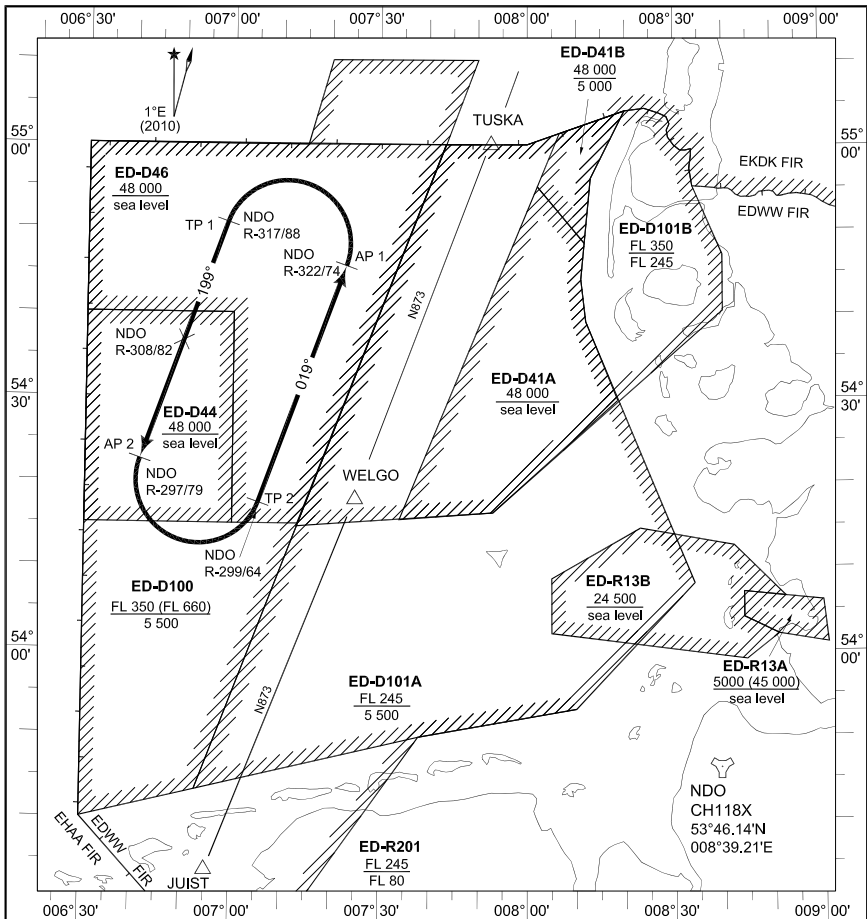 006° 30'
007° 00'
007° 30'
008° 00'
008° 30'
009° 00'
1°E
(2010)
55°
00'
55°
00'
TUSKA
ED-D41B
48 000
5 000
EKDK FIR
EDWW FIR
ED-D46
48 000
sea level
TP 1
NDO
R-317/88
NDO
R-322/74
AP 1
199°
019°
N873
ED-D101B
FL 350
FL 245
NDO
R-308/82
54°
30'
54°
30'
ED-D41A
48 000
sea level
ED-D44
48 000
sea level
AP 2
NDO
R-297/79
TP 2
WELGO
NDO
R-299/64
ED-D100
FL 350 (FL 660)
5 500
ED-R13B
24 500
sea level
54°
00'
54°
00'
ED-R13A
5000 (45 000)
sea level
N873
ED-D101A
FL 245
5 500
NDO
CH118X
53°46.14'N
008°39.21'E
EHAA FIR
EDWW FIR
JUIST
ED-R201
FL 245
FL 80
006° 30'
007° 00'
007° 30'
008° 00'
008° 30'
009° 00'